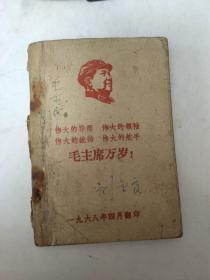 伟大的导师 伟大的领袖
伟大的统帅 伟大的舵手
毛主席万岁！
一九六八年四月翻印